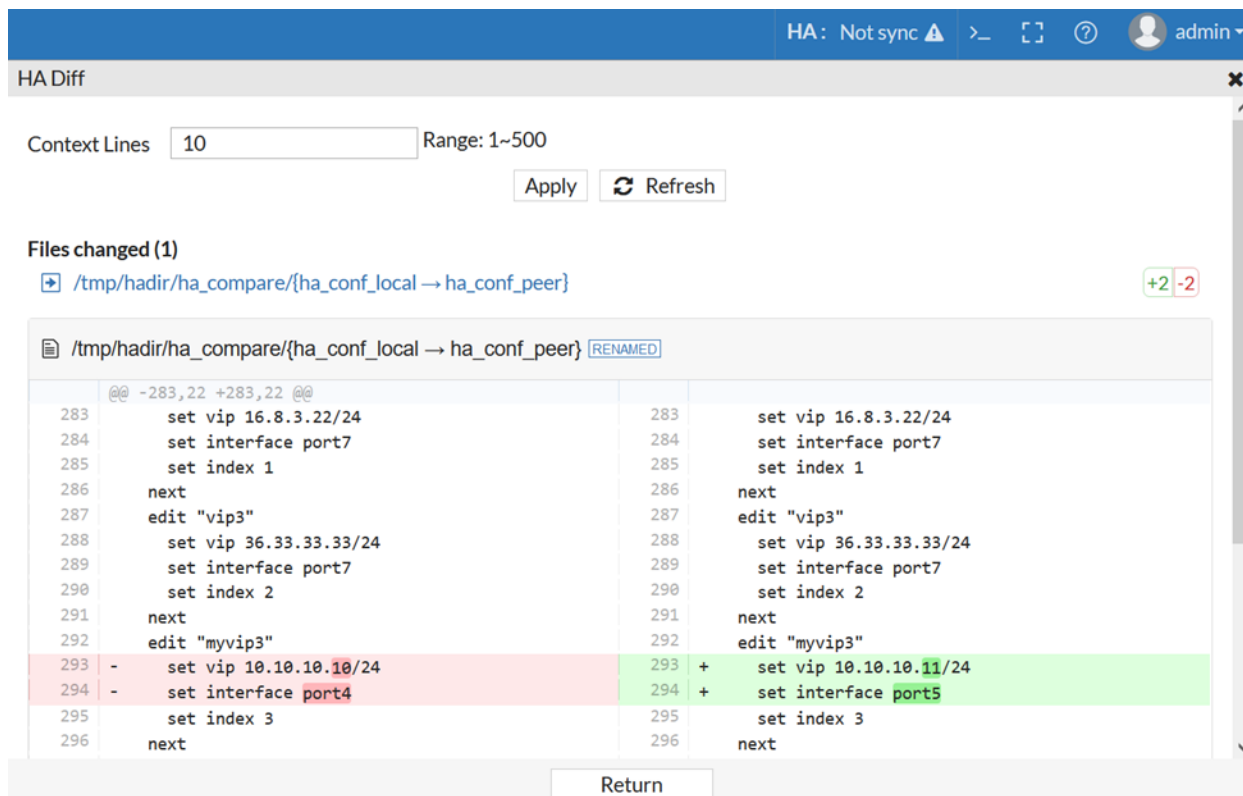 HA: Not sync >_ admin
HA Diff
Context Lines 10 Range: 1~500
Apply Refresh
Files changed (1)
/tmp/hadir/ha_compare/{ha_conf_local → ha_conf_peer} +2 -2
/tmp/hadir/ha_compare/{ha_conf_local → ha_conf_peer} RENAMED
@@ -283,22 +283,22 @@
283 set vip 16.8.3.22/24 283 set vip 16.8.3.22/24
284 set interface port7 284 set interface port7
285 set index 1 285 set index 1
286 next 286 next
287 edit "vip3" 287 edit "vip3"
288 set vip 36.33.33.33/24 288 set vip 36.33.33.33/24
289 set interface port7 289 set interface port7
290 set index 2 290 set index 2
291 next 291 next
292 edit "myvip3" 292 edit "myvip3"
293 - set vip 10.10.10.10/24 293 + set vip 10.10.10.11/24
294 - set interface port4 294 + set interface port5
295 set index 3 295 set index 3
296 next 296 next
Return